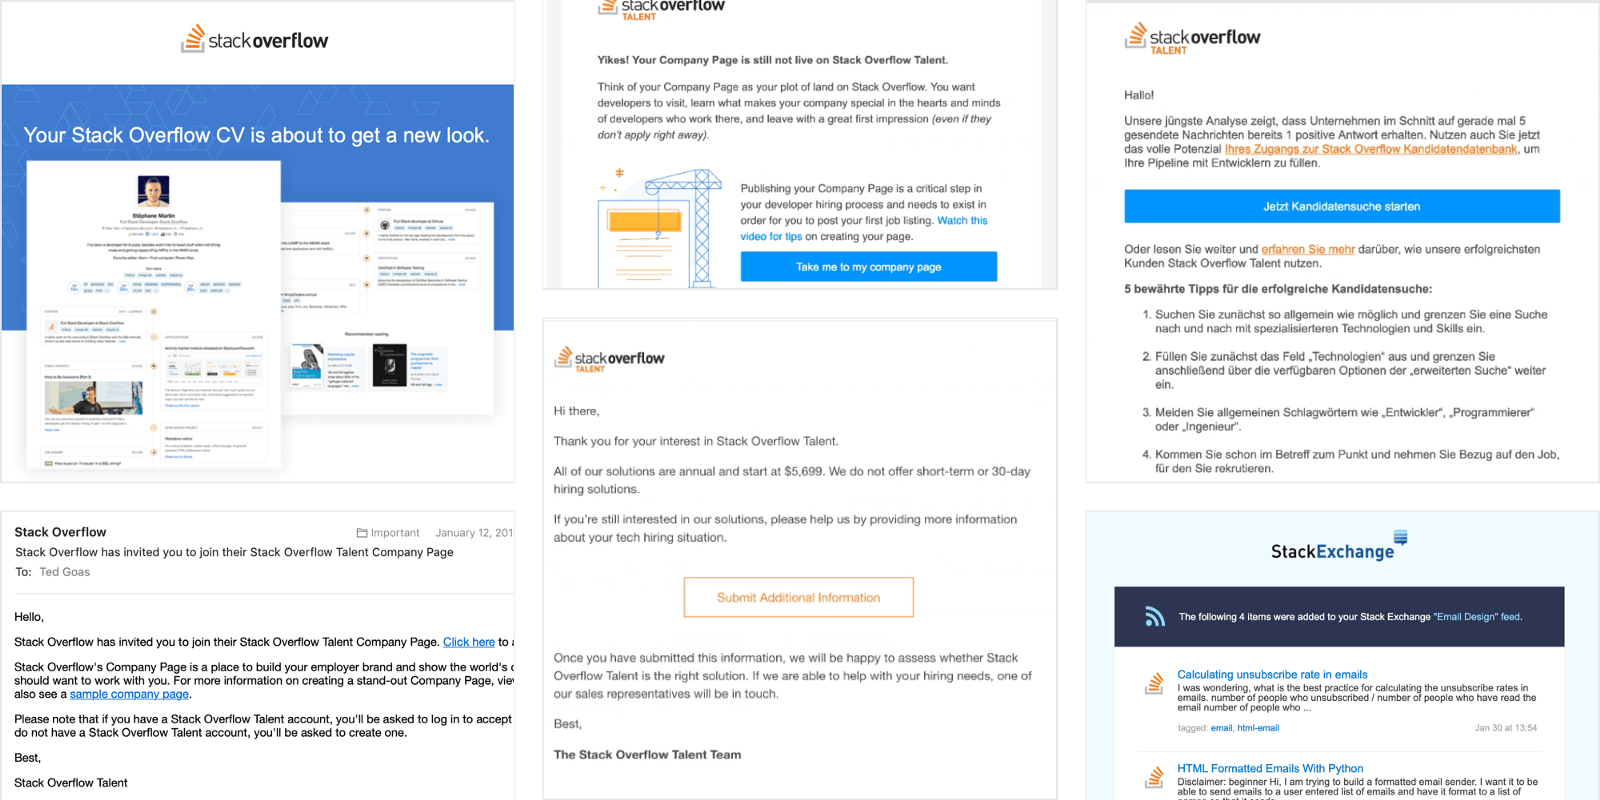 stackoverflow
Your Stack Overflow CV is about to get a new look.
Stéphane Martin
Full Stack Developer Stack Overflow
Recommended reading
Stack Overflow
Important January 12, 201
Stack Overflow has invited you to join their Stack Overflow Talent Company Page
To: Ted Goas
Hello,
Stack Overflow has invited you to join their Stack Overflow Talent Company Page. Click here to a
Stack Overflow's Company Page is a place to build your employer brand and show the world's
should want to work with you. For more information on creating a stand-out Company Page, vie
also see a sample company page.
Please note that if you have a Stack Overflow Talent account, you'll be asked to log in to accept
do not have a Stack Overflow Talent account, you'll be asked to create one.
Best,
Stack Overflow Talent
stackoverflow
TALENT
Yikes! Your Company Page is still not live on Stack Overflow Talent.
Think of your Company Page as your plot of land on Stack Overflow. You want
developers to visit, learn what makes your company special in the hearts and minds
of developers who work there, and leave with a great first impression (even if they
don't apply right away).
Publishing your Company Page is a critical step in
your developer hiring process and needs to exist in
order for you to post your first job listing. Watch this
video for tips on creating your page.
Take me to my company page
stackoverflow
TALENT
Hi there,
Thank you for your interest in Stack Overflow Talent.
All of our solutions are annual and start at $5,699. We do not offer short-term or 30-day
hiring solutions.
If you're still interested in our solutions, please help us by providing more information
about your tech hiring situation.
Submit Additional Information
Once you have submitted this information, we will be happy to assess whether Stack
Overflow Talent is the right solution. If we are able to help with your hiring needs, one of
our sales representatives will be in touch.
Best,
The Stack Overflow Talent Team
stackoverflow
TALENT
Hallo!
Unsere jüngste Analyse zeigt, dass Unternehmen im Schnitt auf gerade mal 5
gesendete Nachrichten bereits 1 positive Antwort erhalten. Nutzen auch Sie jetzt
das volle Potenzial Ihres Zugangs zur Stack Overflow Kandidatendatenbank, um
Ihre Pipeline mit Entwicklern zu füllen.
Jetzt Kandidatensuche starten
Oder lesen Sie weiter und erfahren Sie mehr darüber, wie unsere erfolgreichsten
Kunden Stack Overflow Talent nutzen.
5 bewährte Tipps für die erfolgreiche Kandidatensuche:
1. Suchen Sie zunächst so allgemein wie möglich und grenzen Sie eine Suche
nach und nach mit spezialisierteren Technologien und Skills ein.
2. Füllen Sie zunächst das Feld „Technologien“ aus und grenzen Sie
anschließend über die verfügbaren Optionen der „erweiterten Suche“ weiter
ein.
3. Meiden Sie allgemeinen Schlagwörtern wie „Entwickler“, „Programmierer“
oder „Ingenieur“.
4. Kommen Sie schon im Betreff zum Punkt und nehmen Sie Bezug auf den Job,
für den Sie rekrutieren.
StackExchange
The following 4 items were added to your Stack Exchange "Email Design" feed.
Calculating unsubscribe rate in emails
I was wondering, what is the best practice for calculating the unsubscribe rates in
emails. number of people who unsubscribed / number of people who have read the
email number of people who ...
tagged: email, html-email Jan 30 at 13:54
HTML Formatted Emails With Python
Disclaimer: beginner Hi, I am trying to build a formatted email sender. I want it to be
able to send emails to a user entered list of emails and have it format to a list of